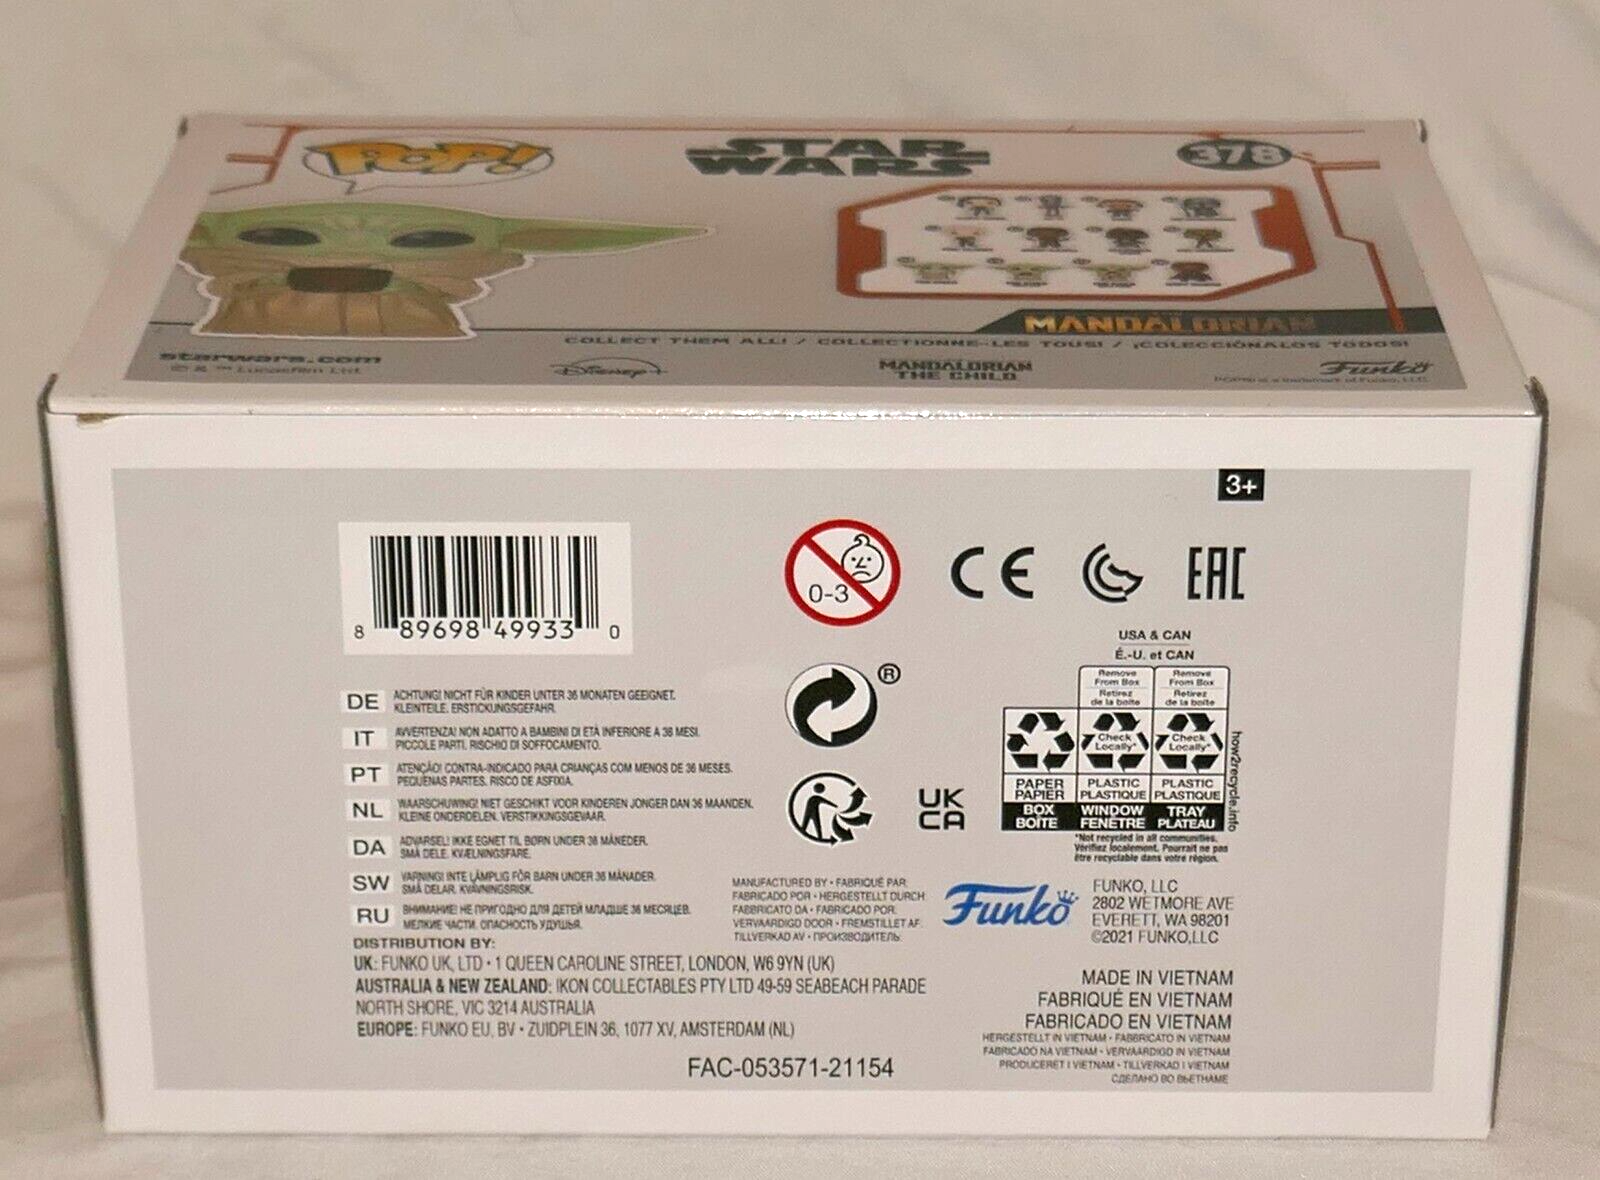 POP!
STAR
WARS
378
MANDALORIAN
COLLECT THEM ALL! / COLLECTIONNE-LES TOUS! / ¡COLECCIÓNALOS TODOS!
starwars.com
© & ™ Lucasfilm Ltd.
Disney+
MANDALORIAN
THE CHILD
Funko
3+
8 89698 49933 0
0-3
CE
EAC
USA & CAN
É.-U. et CAN
Remove From Box
Retirez de la boîte
Remove From Box
Retirez de la boîte
Check Locally*
Check Locally*
PAPER
PAPIER
BOX
BOÎTE
PLASTIC
PLASTIQUE
WINDOW
FENÊTRE
PLASTIC
PLASTIQUE
TRAY
PLATEAU
how2recycle.info
*Not recycled in all communities.
Vérifiez localement. Pourrait ne pas
être recyclable dans votre région.
®
UK
CA
DE ACHTUNG! NICHT FÜR KINDER UNTER 36 MONATEN GEEIGNET.
KLEINTEILE. ERSTICKUNGSGEFAHR.
IT AVVERTENZA! NON ADATTO A BAMBINI DI ETÀ INFERIORE A 36 MESI.
PICCOLE PARTI. RISCHIO DI SOFFOCAMENTO.
PT ATENÇÃO! CONTRA-INDICADO PARA CRIANÇAS COM MENOS DE 36 MESES.
PEQUENAS PARTES. RISCO DE ASFIXIA.
NL WAARSCHUWING! NIET GESCHIKT VOOR KINDEREN JONGER DAN 36 MAANDEN.
KLEINE ONDERDELEN. VERSTIKKINGSGEVAAR.
DA ADVARSEL! IKKE EGNET TIL BØRN UNDER 36 MÅNEDER.
SMÅ DELE. KVÆLNINGSFARE.
SW VARNING! INTE LÄMPLIG FÖR BARN UNDER 36 MÅNADER.
SMÅ DELAR. KVÄVNINGSRISK.
RU ВНИМАНИЕ! НЕ ПРИГОДНО ДЛЯ ДЕТЕЙ МЛАДШЕ 36 МЕСЯЦЕВ.
МЕЛКИЕ ЧАСТИ. ОПАСНОСТЬ УДУШЬЯ.
DISTRIBUTION BY:
UK: FUNKO UK, LTD • 1 QUEEN CAROLINE STREET, LONDON, W6 9YN (UK)
AUSTRALIA & NEW ZEALAND: IKON COLLECTABLES PTY LTD 49-59 SEABEACH PARADE
NORTH SHORE, VIC 3214 AUSTRALIA
EUROPE: FUNKO EU, BV • ZUIDPLEIN 36, 1077 XV, AMSTERDAM (NL)
FAC-053571-21154
MANUFACTURED BY • FABRIQUÉ PAR:
FABRICADO POR • HERGESTELLT DURCH:
FABBRICATO DA • FABRICADO POR:
VERVAARDIGD DOOR • FREMSTILLET AF:
TILLVERKAD AV • ПРОИЗВОДИТЕЛЬ:
Funko
FUNKO, LLC
2802 WETMORE AVE
EVERETT, WA 98201
©2021 FUNKO,LLC
MADE IN VIETNAM
FABRIQUÉ EN VIETNAM
FABRICADO EN VIETNAM
HERGESTELLT IN VIETNAM • FABBRICATO IN VIETNAM
FABRICADO NA VIETNAM • VERVAARDIGD IN VIETNAM
PRODUCERET I VIETNAM • TILLVERKAD I VIETNAM
СДЕЛАНО ВО ВЬЕТНАМЕ